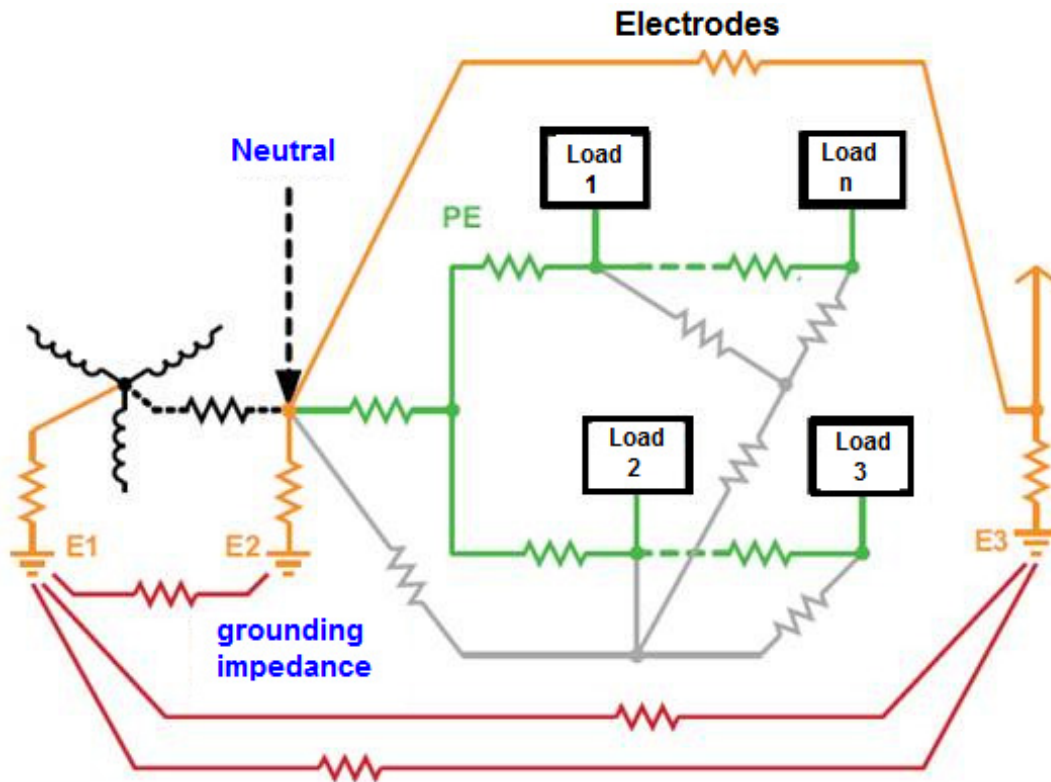 Electrodes
Neutral
Load
1
Load
n
PE
Load
2
Load
3
E1
E2
E3
grounding
impedance